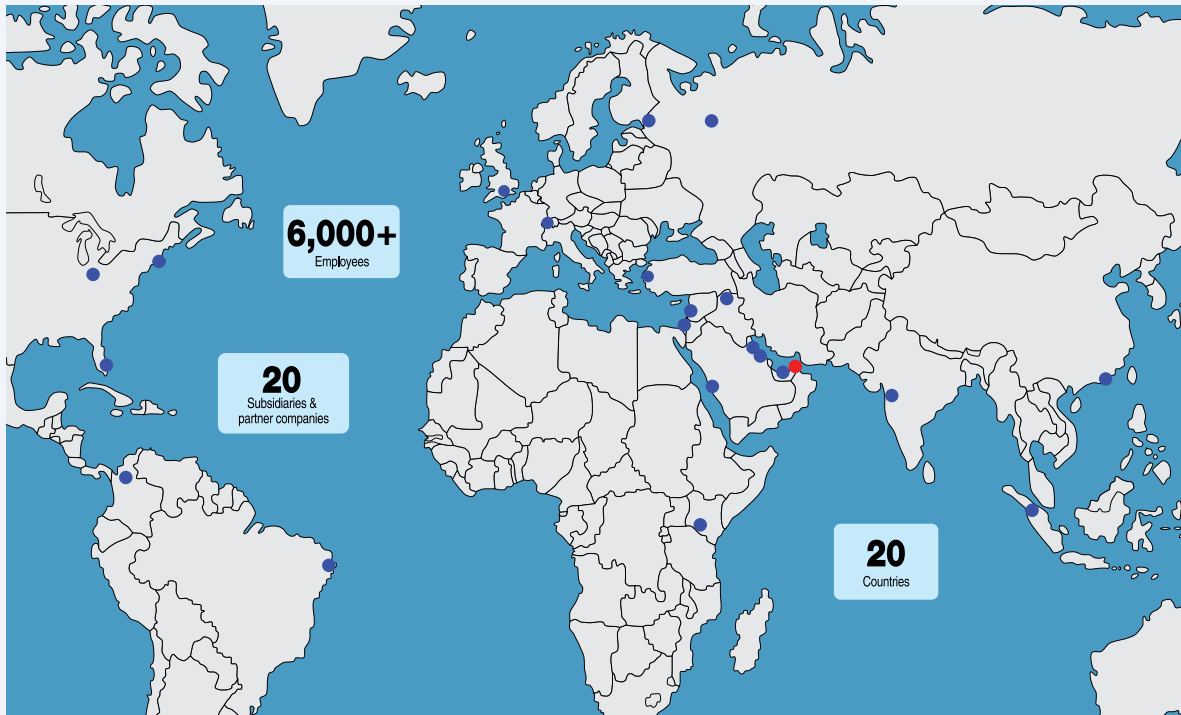 6,000+
Employees
20
Subsidiaries &
partner companies
20
Countries